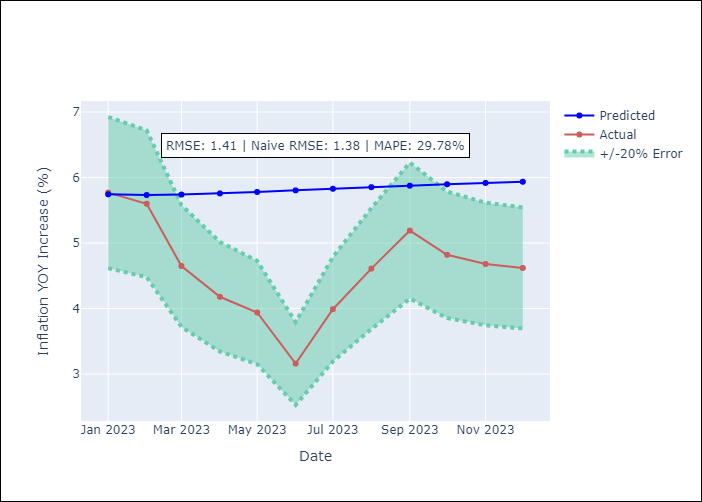 RMSE: 1.41 | Naive RMSE: 1.38 | MAPE: 29.78%
Predicted
Actual
+/-20% Error
Inflation YOY Increase (%)
7
6
5
4
3
Jan 2023 Mar 2023 May 2023 Jul 2023 Sep 2023 Nov 2023
Date